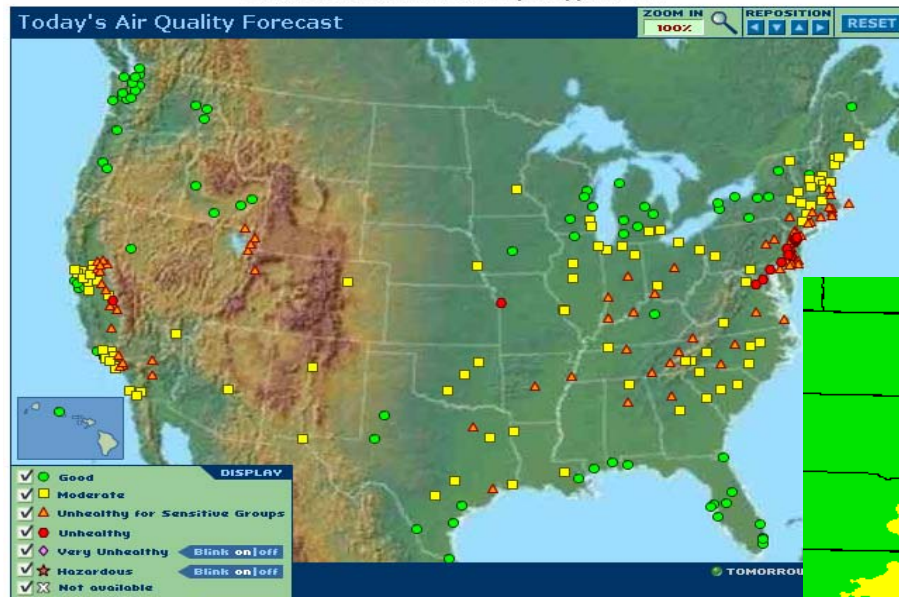 Today's Air Quality Forecast
ZOOM IN
100%
REPOSITION
RESET
DISPLAY
Good
Moderate
Unhealthy for Sensitive Groups
Unhealthy
Very Unhealthy
Blink on|off
Hazardous
Blink on|off
Not available